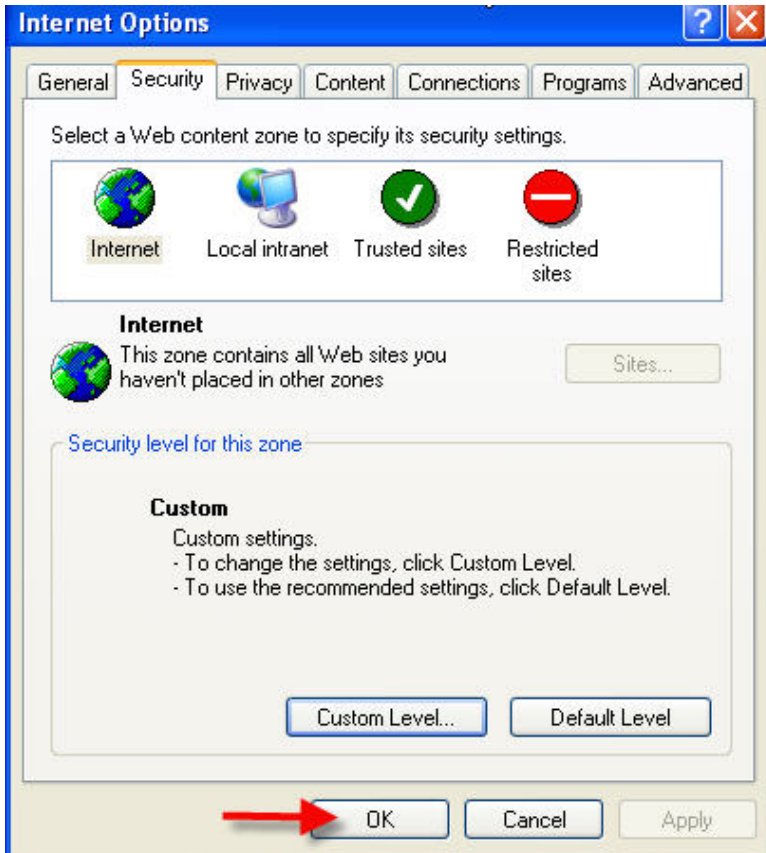 Internet Options
General Security Privacy Content Connections Programs Advanced
Select a Web content zone to specify its security settings.
Internet Local intranet Trusted sites Restricted
sites
Internet
This zone contains all Web sites you
haven't placed in other zones
Sites...
Security level for this zone
Custom
Custom settings.
- To change the settings, click Custom Level.
- To use the recommended settings, click Default Level.
Custom Level... Default Level
OK Cancel Apply